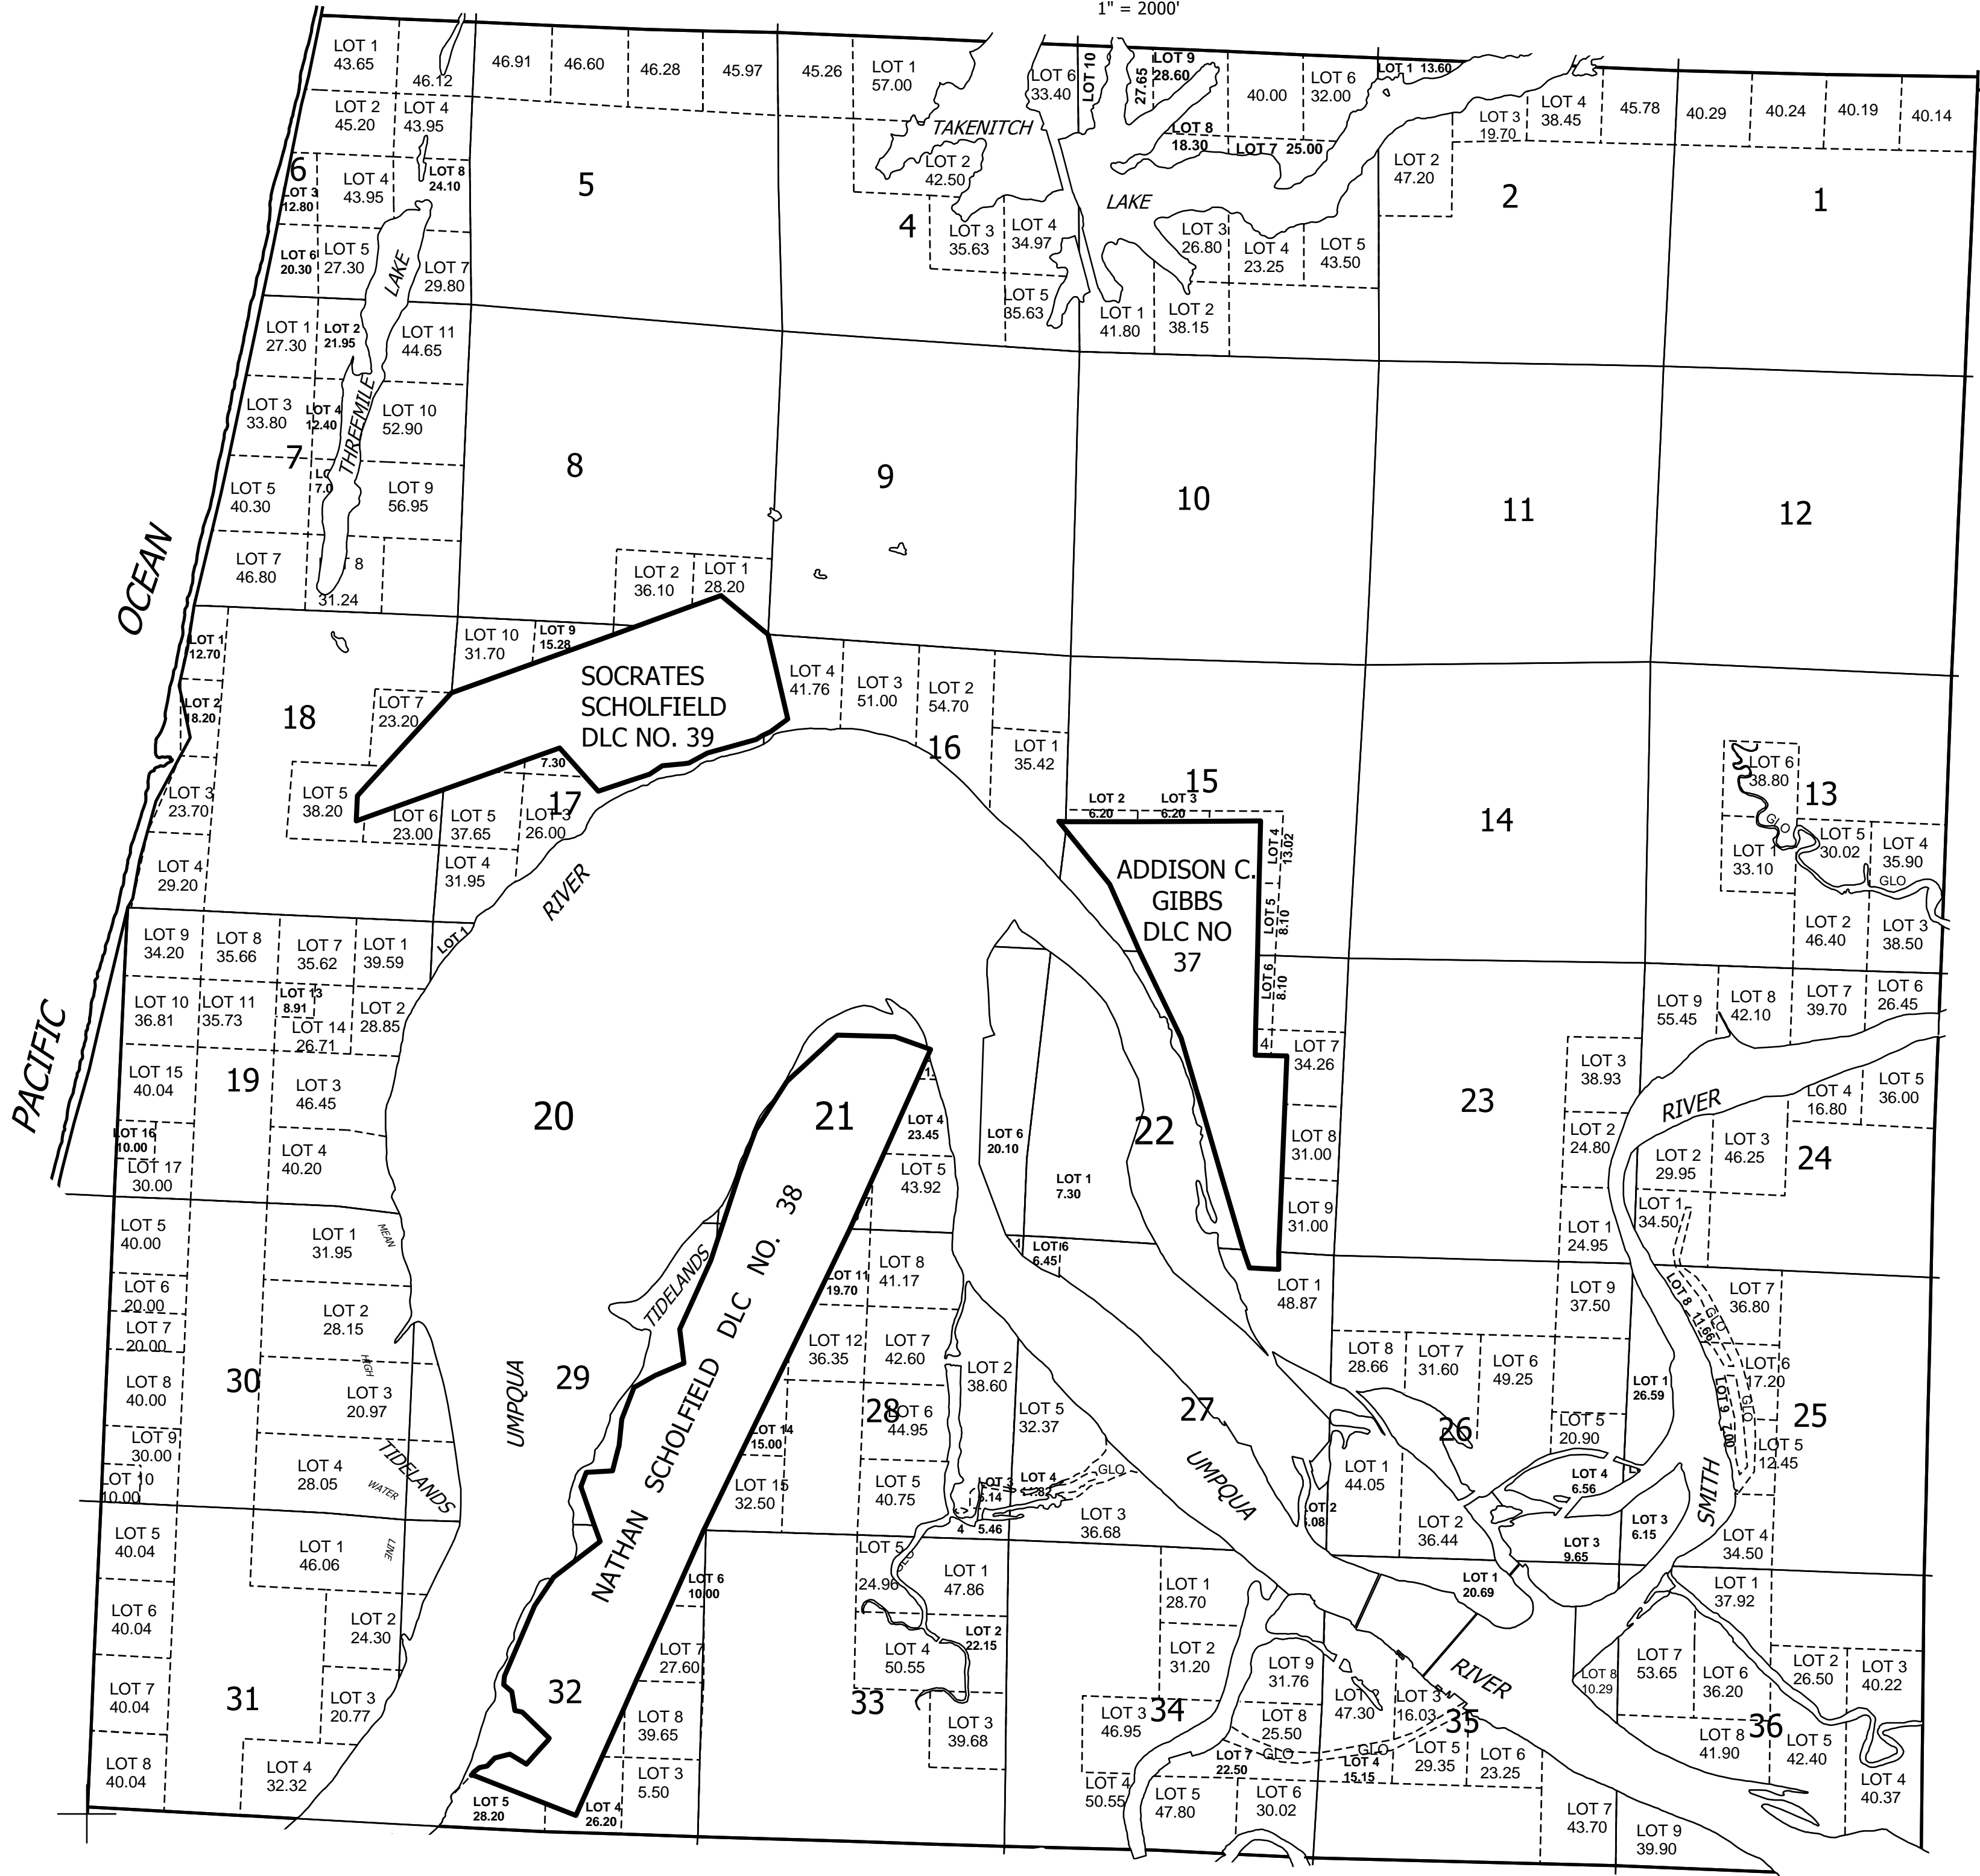 1" = 2000'
LOT 1
43.65
46.12
46.91
46.60
46.28
45.97
45.26
LOT 1
57.00
LOT 6
33.40
LOT 10
27.65
LOT 9
28.60
40.00
LOT 6
32.00
LOT 1 13.60
LOT 3
19.70
LOT 4
38.45
45.78
40.29
40.24
40.19
40.14
LOT 2
45.20
LOT 4
43.95
TAKENITCH
LOT 8
18.30
LOT 7 25.00
LOT 2
47.20
6
LOT 3
12.80
LOT 4
43.95
LOT 8
24.10
5
LOT 2
42.50
LAKE
2
1
4
LOT 3
35.63
LOT 4
34.97
LOT 3
26.80
LOT 4
23.25
LOT 5
43.50
LOT 6
20.30
LOT 5
27.30
LAKE
LOT 7
29.80
LOT 5
35.63
LOT 1
41.80
LOT 2
38.15
LOT 1
27.30
LOT 2
21.95
LOT 11
44.65
LOT 3
33.80
LOT 4
12.40
THREEMILE
LOT 10
52.90
7
8
9
10
11
12
LOT 5
40.30
7.0
LOT 9
56.95
OCEAN
LOT 7
46.80
8
31.24
LOT 2
36.10
LOT 1
28.20
LOT 1
12.70
LOT 10
31.70
LOT 9
15.28
SOCRATES
SCHOLFIELD
DLC NO. 39
LOT 4
41.76
LOT 3
51.00
LOT 2
54.70
LOT 2
18.20
18
LOT 7
23.20
16
LOT 1
35.42
15
LOT 6
38.80
13
7.30
LOT 3
23.70
LOT 5
38.20
LOT 6
23.00
LOT 5
37.65
17
LOT 3
26.00
LOT 2
6.20
LOT 3
6.20
14
GLO
LOT 1
33.10
LOT 5
30.02
LOT 4
35.90
GLO
LOT 4
29.20
LOT 4
31.95
RIVER
ADDISON C.
GIBBS
DLC NO
37
LOT 4
13.02
LOT 5
8.10
LOT 6
8.10
LOT 2
46.40
LOT 3
38.50
LOT 9
34.20
LOT 8
35.66
LOT 7
35.62
LOT 1
39.59
LOT 1
LOT 10
36.81
LOT 11
35.73
LOT 13
8.91
LOT 14
26.71
LOT 2
28.85
LOT 9
55.45
LOT 8
42.10
LOT 7
39.70
LOT 6
26.45
PACIFIC
4
LOT 7
34.26
LOT 15
40.04
19
LOT 3
46.45
20
21
LOT 4
23.45
LOT 6
20.10
22
LOT 3
38.93
23
RIVER
LOT 4
16.80
LOT 5
36.00
LOT 16
10.00
LOT 17
30.00
LOT 4
40.20
LOT 5
43.92
LOT 1
7.30
LOT 8
31.00
LOT 2
24.80
LOT 2
29.95
LOT 3
46.25
24
LOT 5
40.00
LOT 1
31.95
MEAN
LOT 9
31.00
LOT 1
24.95
LOT 1
34.50
LOT 6
20.00
LOT 7
20.00
LOT 2
28.15
TIDELANDS
NATHAN SCHOLFIELD DLC NO. 38
LOT 11
19.70
LOT 8
41.17
1
LOT 6
6.45
LOT 1
48.87
LOT 9
37.50
LOT 8 11.66
GLO
LOT 7
36.80
LOT 8
40.00
30
HIGH
LOT 3
20.97
UMPQUA
29
LOT 12
36.35
LOT 7
42.60
LOT 2
38.60
LOT 8
28.66
LOT 7
31.60
LOT 6
49.25
LOT 1
26.59
LOT 6
17.20
LOT 9 7.00
GLO
25
LOT 9
30.00
LOT 10
10.00
LOT 4
28.05
TIDELANDS
WATER
LOT 14
15.00
28
LOT 6
44.95
LOT 5
32.37
27
26
LOT 5
20.90
LOT 5
12.45
LOT 15
32.50
LOT 5
40.75
LOT 3
LOT 4
GLO
UMPQUA
LOT 1
44.05
LOT 4
6.56
SMITH
LOT 5
40.04
LOT 1
46.06
LINE
4
5.46
LOT 3
36.68
LOT 2
LOT 2
36.44
LOT 3
9.65
LOT 3
6.15
LOT 4
34.50
LOT 5
24.96
LOT 1
47.86
LOT 6
10.00
LOT 1
28.70
LOT 1
20.69
LOT 1
37.92
LOT 6
40.04
LOT 2
24.30
LOT 7
27.60
LOT 4
50.55
LOT 2
22.15
LOT 2
31.20
LOT 9
31.76
RIVER
LOT 8
10.29
LOT 7
53.65
LOT 6
36.20
LOT 2
26.50
LOT 3
40.22
LOT 7
40.04
31
LOT 3
20.77
32
LOT 8
39.65
33
LOT 3
39.68
LOT 3
46.95
34
LOT 8
25.50
47.30
LOT 3
16.03
35
LOT 8
41.90
36
LOT 5
42.40
LOT 8
40.04
LOT 4
32.32
LOT 3
5.50
LOT 5
28.20
LOT 4
26.20
LOT 4
50.55
LOT 5
47.80
LOT 7
22.50
GLO
LOT 6
30.02
GLO
LOT 4
15.15
LOT 5
29.35
LOT 6
23.25
LOT 7
43.70
LOT 9
39.90
LOT 4
40.37